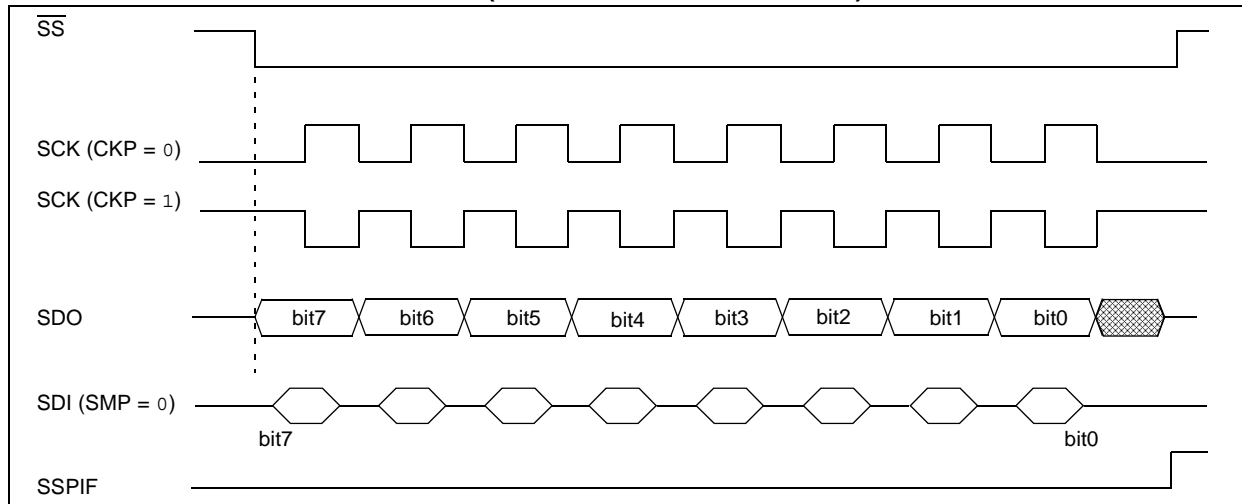 SS
SCK (CKP = 0)
SCK (CKP = 1)
SDO
bit7 bit6 bit5 bit4 bit3 bit2 bit1 bit0
SDI (SMP = 0)
bit7 bit0
SSPIF